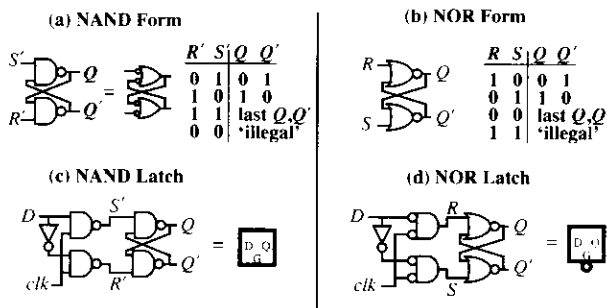 (a) NAND Form
S′ Q = R′ Q′
R′ S′ Q Q′
0 1 0 1
1 0 1 0
1 1 last Q,Q′
0 0 'illegal'
(b) NOR Form
R Q
S Q′
R S Q Q′
1 0 0 1
0 1 1 0
0 0 last Q,Q
1 1 'illegal'
(c) NAND Latch
D S′ Q
= D Q
G
Q′
clk R′
(d) NOR Latch
D R Q
= D Q
G
Q′
clk S